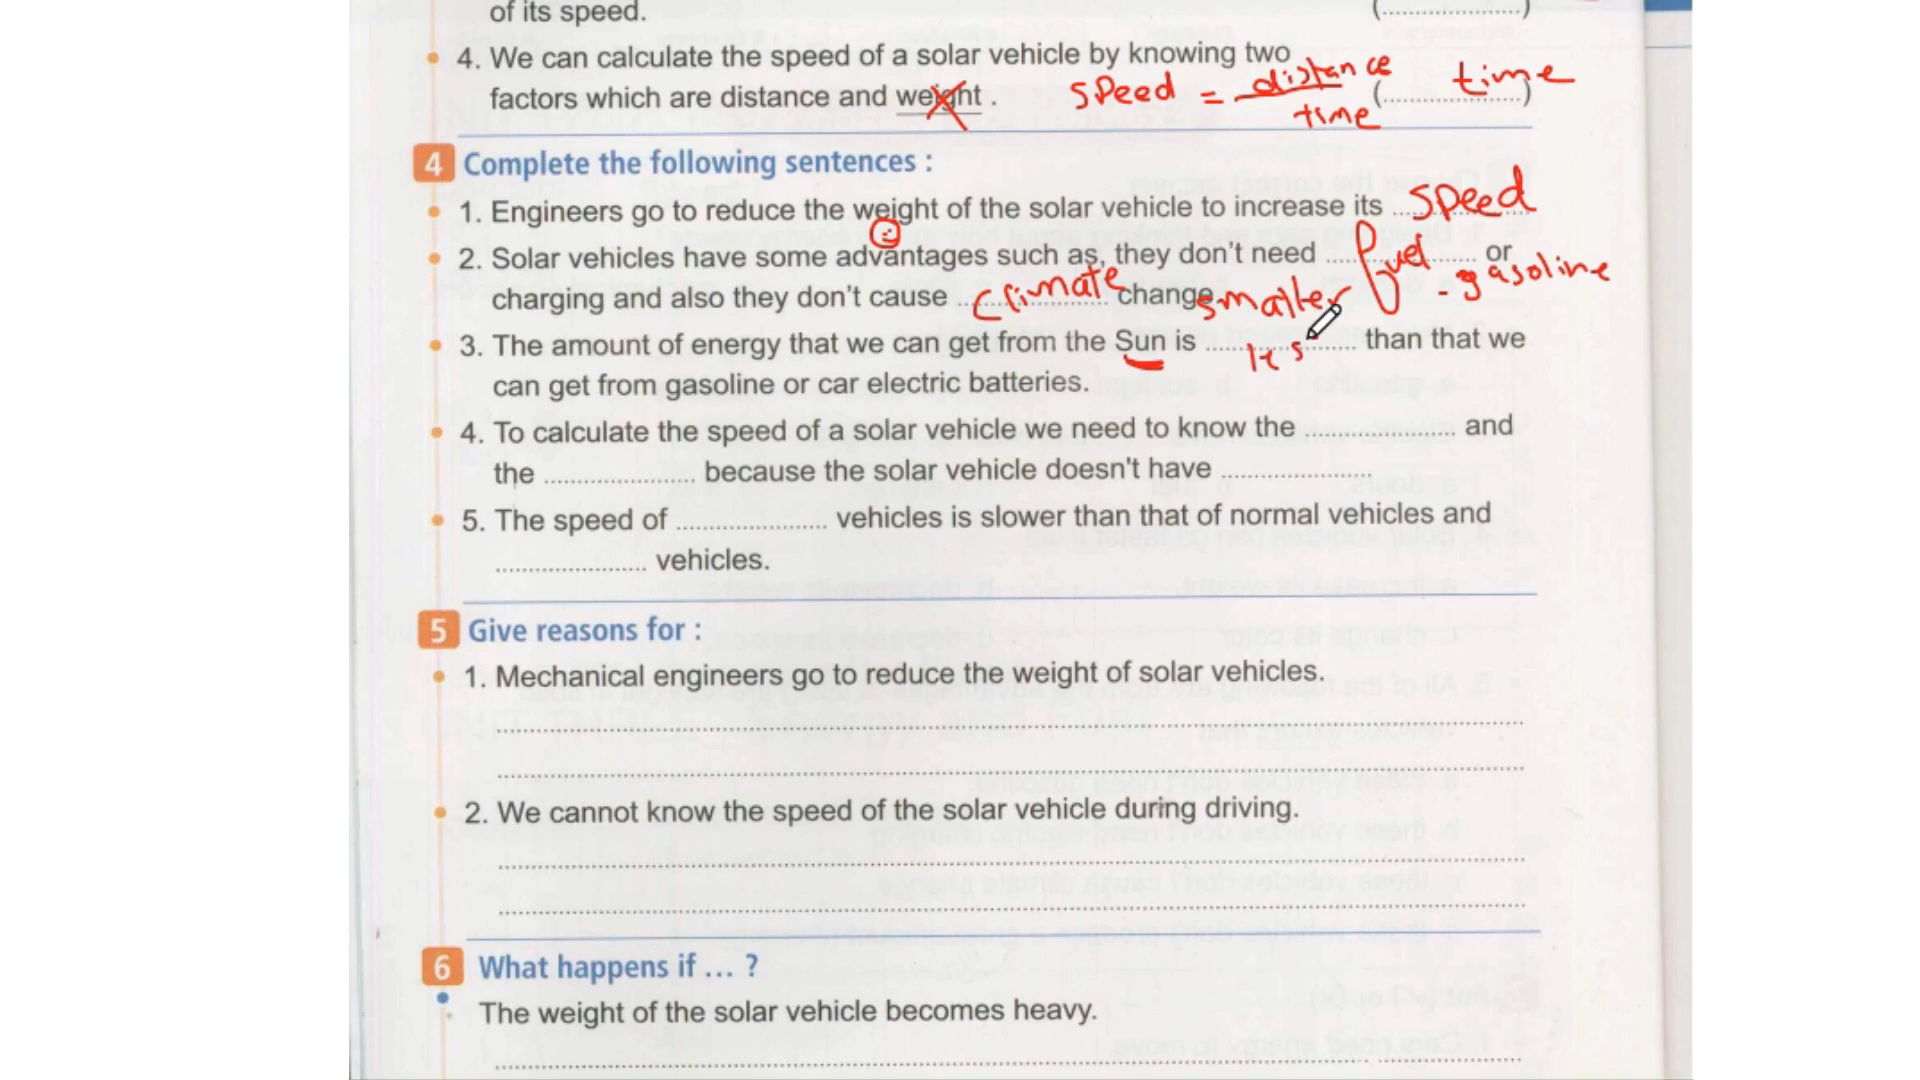 of its speed. (....................)
4. We can calculate the speed of a solar vehicle by knowing two
factors which are distance and weight . (....................)
speed = distance
time
time
4 Complete the following sentences :
1. Engineers go to reduce the weight of the solar vehicle to increase its .................... speed
2. Solar vehicles have some advantages such as, they don't need .................... or
fuel - gasoline
charging and also they don't cause .................... change.
climate
smaller
3. The amount of energy that we can get from the Sun is .................... than that we
les
can get from gasoline or car electric batteries.
4. To calculate the speed of a solar vehicle we need to know the .................... and
the .................... because the solar vehicle doesn't have ....................
5. The speed of .................... vehicles is slower than that of normal vehicles and
.................... vehicles.
5 Give reasons for :
1. Mechanical engineers go to reduce the weight of solar vehicles.
2. We cannot know the speed of the solar vehicle during driving.
6 What happens if ... ?
The weight of the solar vehicle becomes heavy.